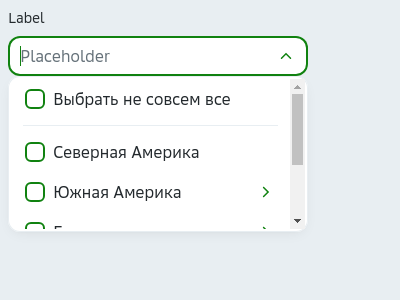 Label
Placeholder
Выбрать не совсем все
Северная Америка
Южная Америка